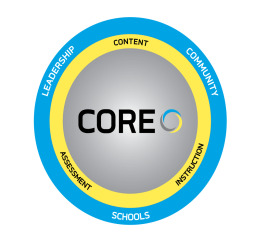 LEADERSHIP
COMMUNITY
CONTENT
CORE
ASSESSMENT
INSTRUCTION
SCHOOLS